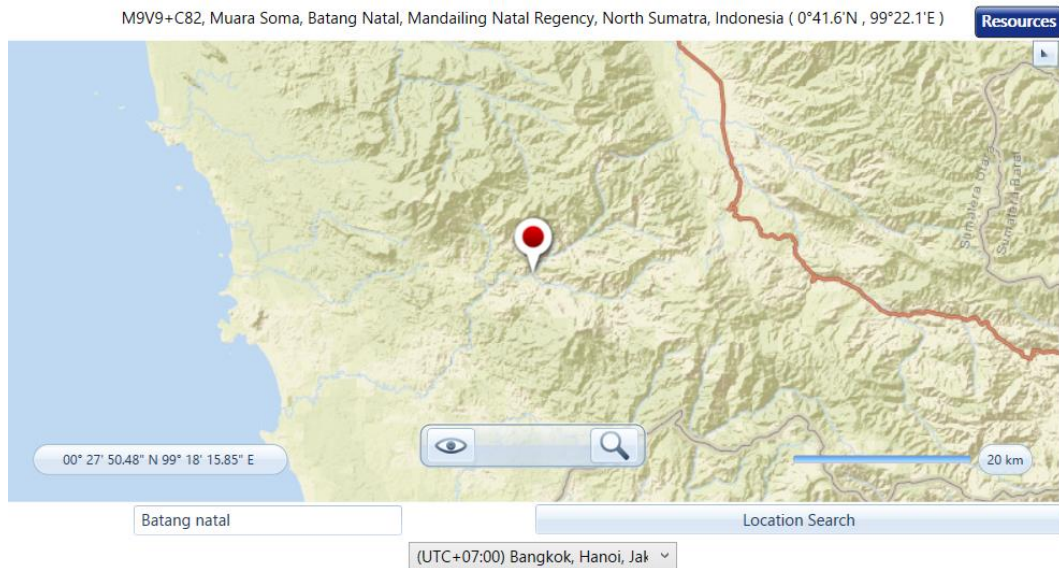 M9V9+C82, Muara Soma, Batang Natal, Mandailing Natal Regency, North Sumatra, Indonesia ( 0°41.6'N , 99°22.1'E )
Resources
Sumatera Utara
Sumatera Barat
00° 27' 50.48" N 99° 18' 15.85" E
20 km
Batang natal
Location Search
(UTC+07:00) Bangkok, Hanoi, Jak